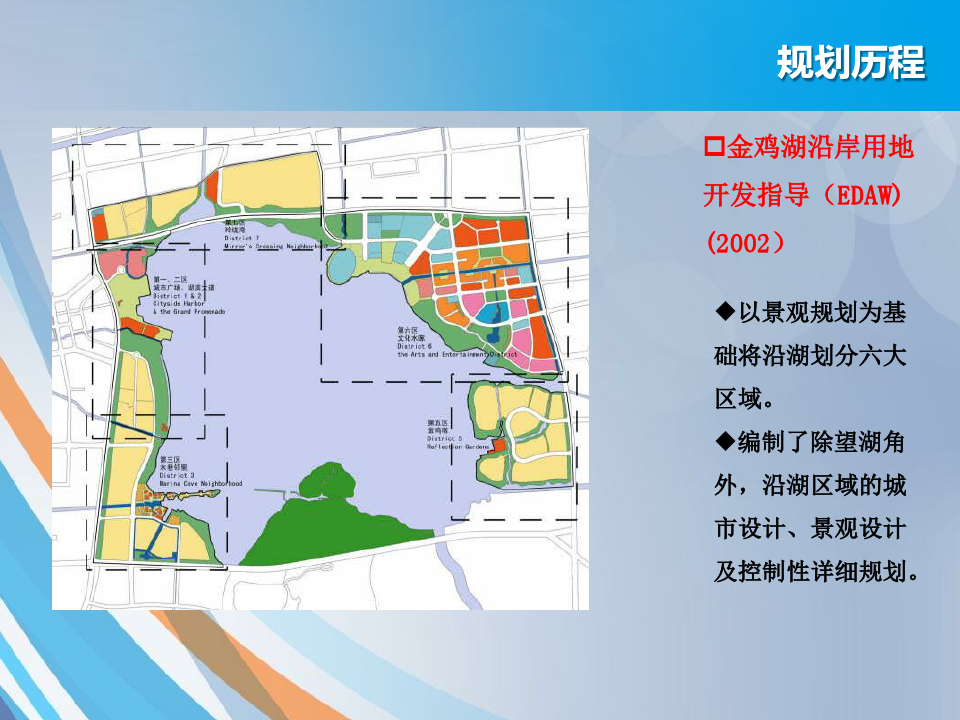 规划历程
第七区
玲珑湾
District 7
Mirror's Crossing Neighborhood
第一、二区
城市广场、湖滨大道
District 1 & 2
Cityside Harbor
& the Grand Promenade
第六区
文化水廊
District 6
the Arts and Entertainment District
第五区
District 5
Reflection Gardens
第三区
水巷邻里
District 3
Marina Cove Neighborhood
金鸡湖沿岸用地
开发指导（EDAW)
(2002）
◆以景观规划为基
础将沿湖划分六大
区域。
◆编制了除望湖角
外，沿湖区域的城
市设计、景观设计
及控制性详细规划。